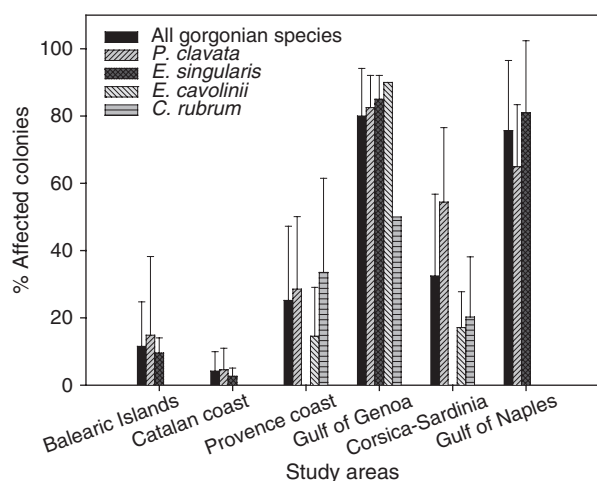 All gorgonian species
P. clavata
E. singularis
E. cavolinii
C. rubrum
100
80
60
40
20
0
% Affected colonies
Balearic Islands
Catalan coast
Provence coast
Gulf of Genoa
Corsica-Sardinia
Gulf of Naples
Study areas